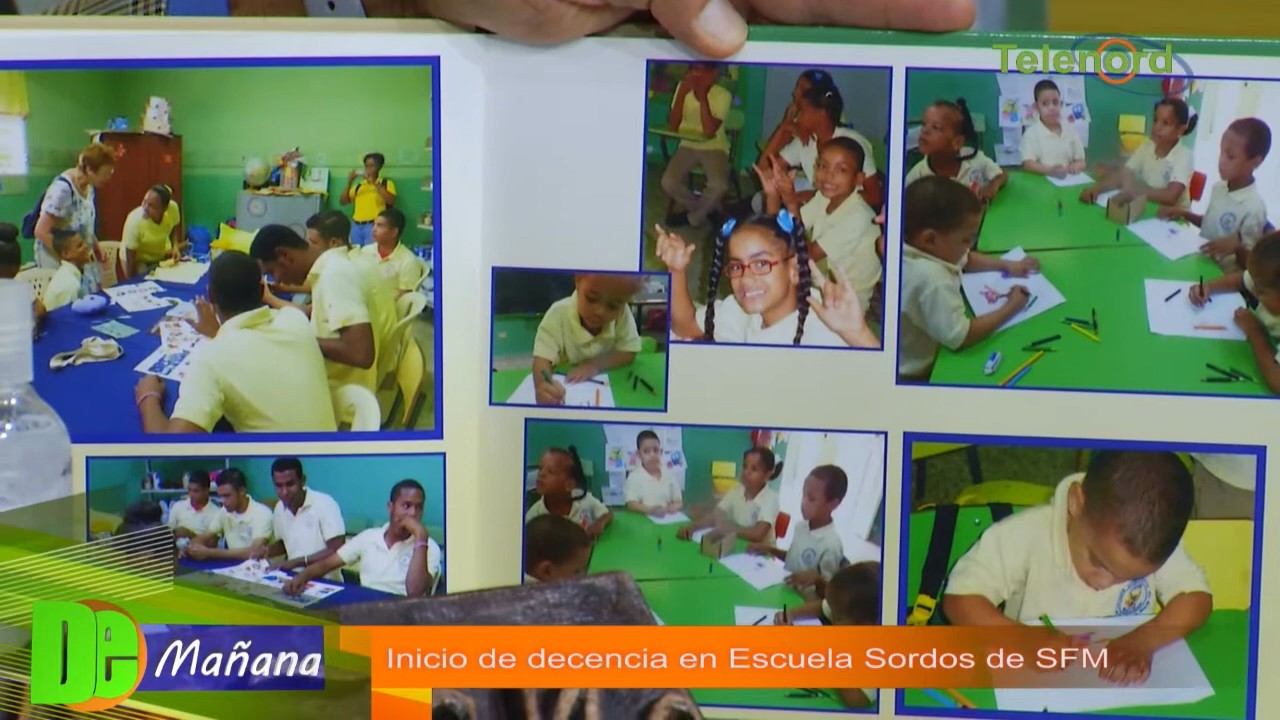 Telenord
De Mañana
Inicio de decencia en Escuela Sordos de SFM